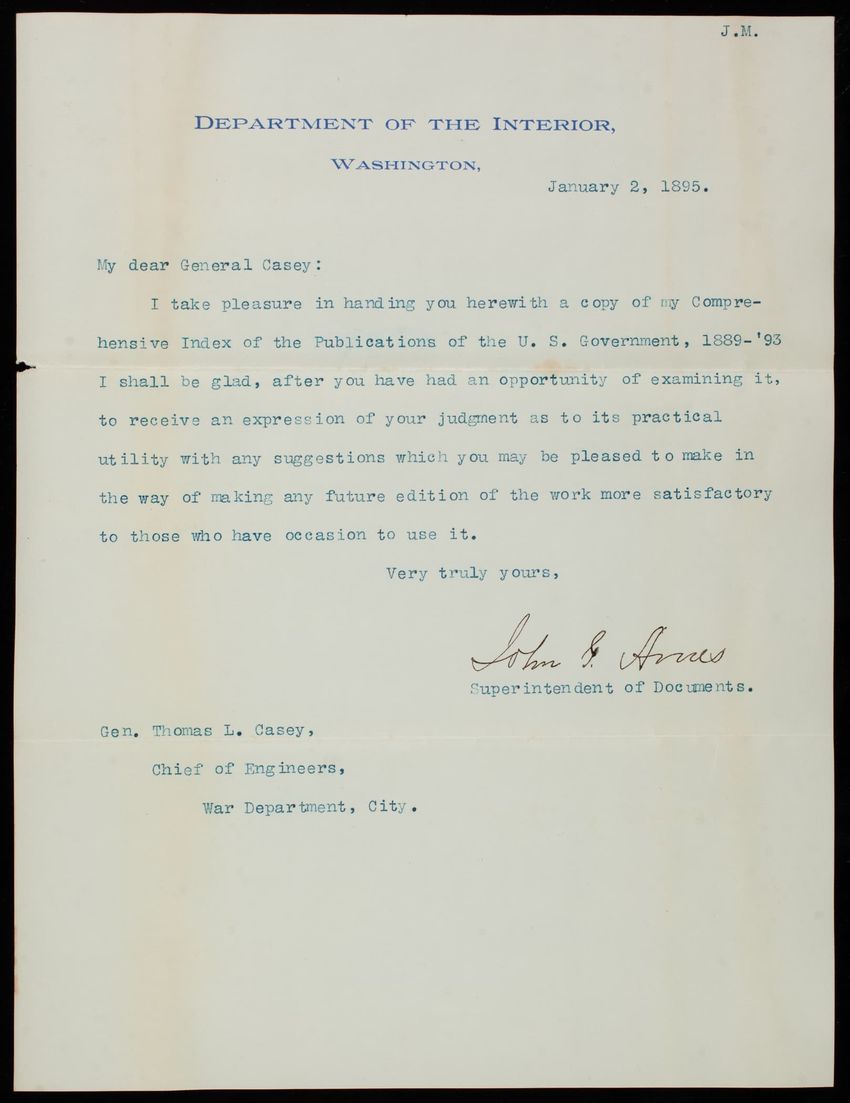 J.M.
DEPARTMENT OF THE INTERIOR,
WASHINGTON,
January 2, 1895.
My dear General Casey:
I take pleasure in handing you herewith a copy of my Compre-
hensive Index of the Publications of the U. S. Government, 1889-'93
I shall be glad, after you have had an opportunity of examining it,
to receive an expression of your judgment as to its practical
utility with any suggestions which you may be pleased to make in
the way of making any future edition of the work more satisfactory
to those who have occasion to use it.
Very truly yours,
John G. Ames
Superintendent of Documents.
Gen. Thomas L. Casey,
Chief of Engineers,
War Department, City.